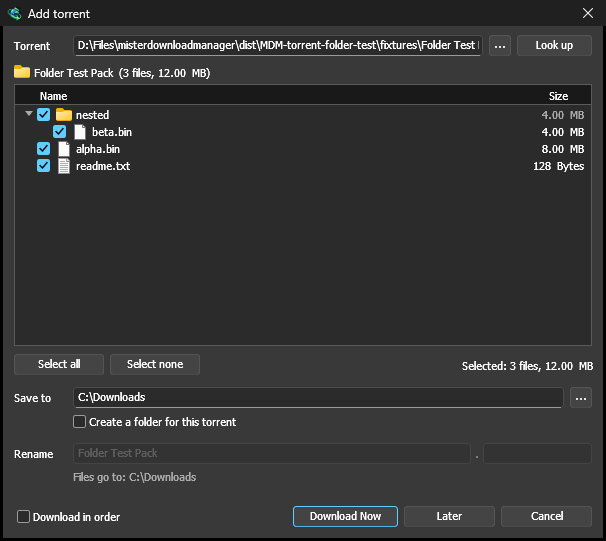 Add torrent
Torrent D:\Files\misterdownloadmanager\dist\MDM-torrent-folder-test\fixtures\Folder Test ... Look up
Folder Test Pack (3 files, 12.00 MB)
Name Size
nested 4.00 MB
beta.bin 4.00 MB
alpha.bin 8.00 MB
readme.txt 128 Bytes
Select all Select none Selected: 3 files, 12.00 MB
Save to C:\Downloads ...
Create a folder for this torrent
Rename Folder Test Pack .
Files go to: C:\Downloads
Download in order Download Now Later Cancel